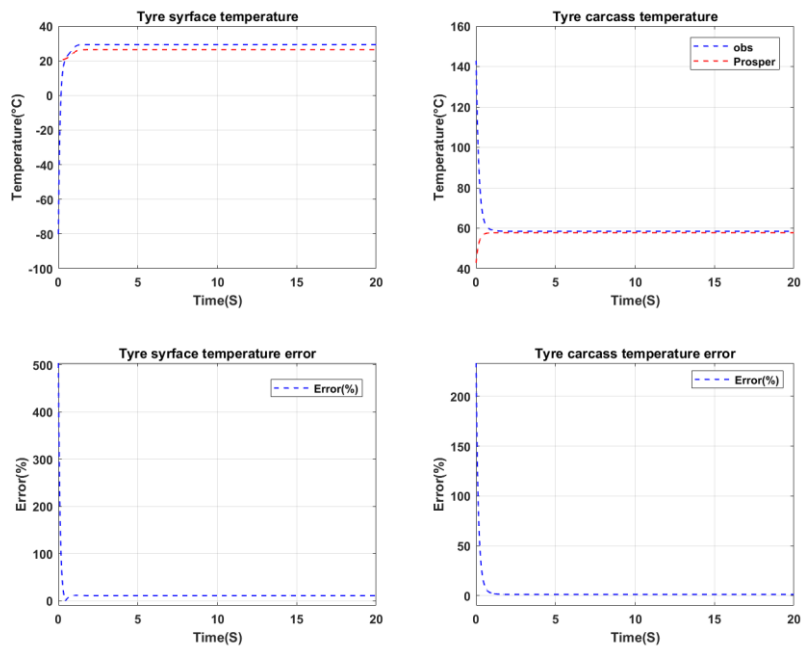 Tyre syrface temperature
40
20
0
-20
-40
-60
-80
-100
Temperature(°C)
0 5 10 15 20
Time(S)
Tyre carcass temperature
160
140
120
100
80
60
40
Temperature(°C)
obs
Prosper
0 5 10 15 20
Time(S)
Tyre syrface temperature error
500
400
300
200
100
0
Error(%)
Error(%)
0 5 10 15 20
Time(S)
Tyre carcass temperature error
200
150
100
50
0
Error(%)
Error(%)
0 5 10 15 20
Time(S)